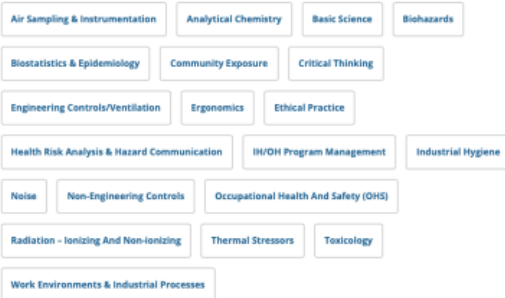 Air Sampling & Instrumentation Analytical Chemistry Basic Science Biohazards
Biostatistics & Epidemiology Community Exposure Critical Thinking
Engineering Controls/Ventilation Ergonomics Ethical Practice
Health Risk Analysis & Hazard Communication IH/OH Program Management Industrial Hygiene
Noise Non-Engineering Controls Occupational Health And Safety (OHS)
Radiation – Ionizing And Non-ionizing Thermal Stressors Toxicology
Work Environments & Industrial Processes